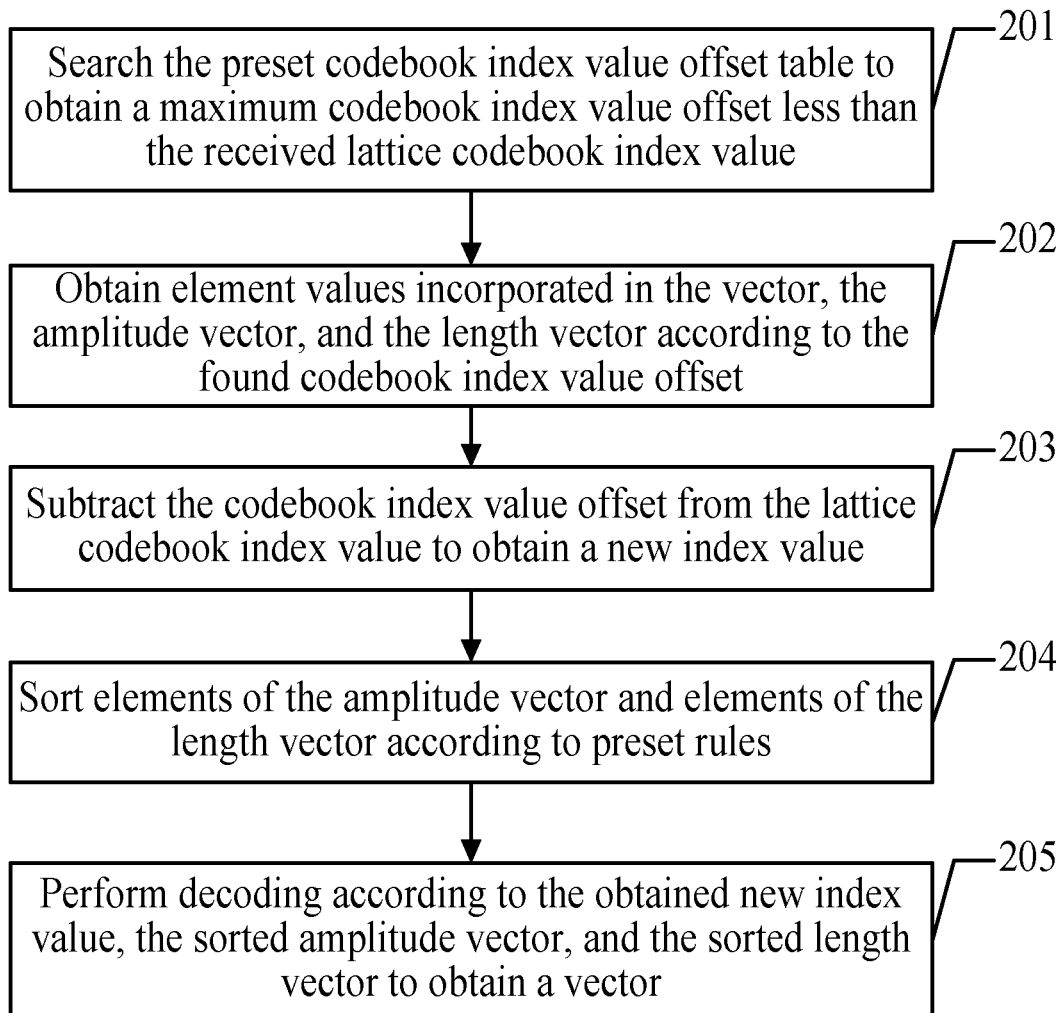 201
Search the preset codebook index value offset table to
obtain a maximum codebook index value offset less than
the received lattice codebook index value
202
Obtain element values incorporated in the vector, the
amplitude vector, and the length vector according to the
found codebook index value offset
203
Subtract the codebook index value offset from the lattice
codebook index value to obtain a new index value
204
Sort elements of the amplitude vector and elements of the
length vector according to preset rules
205
Perform decoding according to the obtained new index
value, the sorted amplitude vector, and the sorted length
vector to obtain a vector